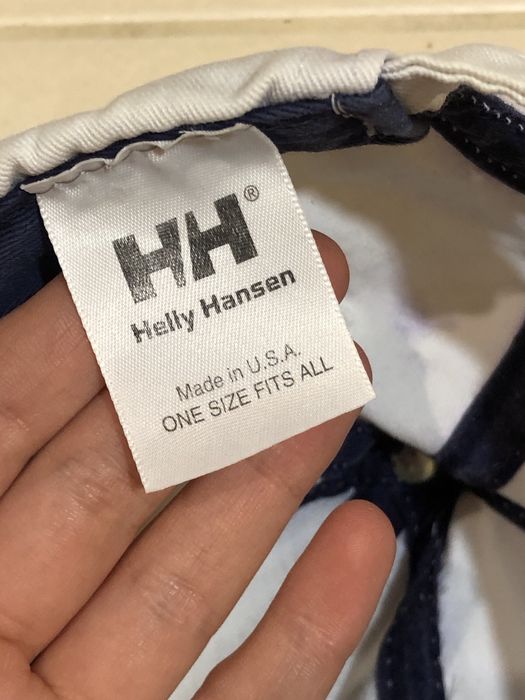 HH®
Helly Hansen
Made in U.S.A.
ONE SIZE FITS ALL